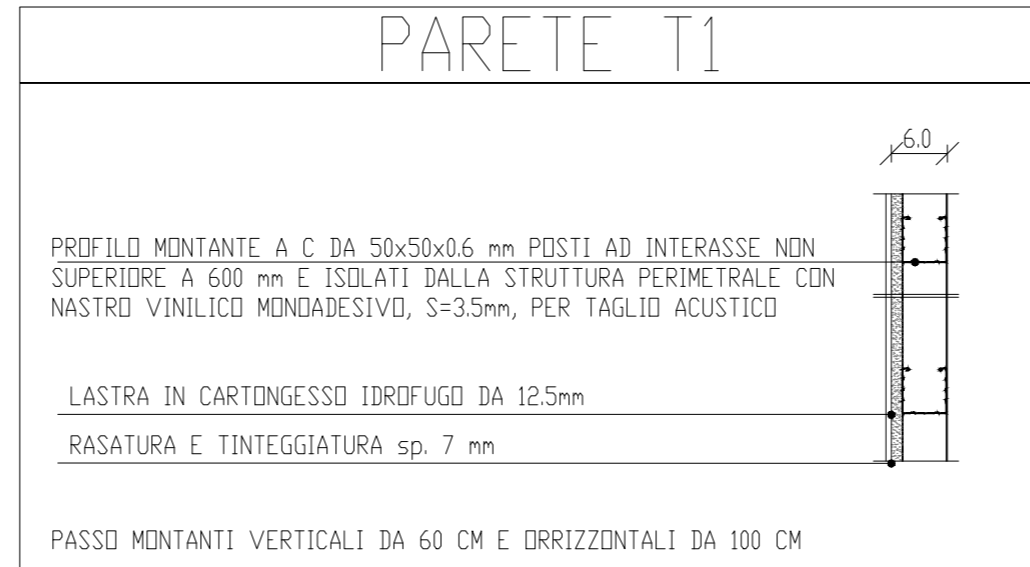 PARETE T1
6.0
PROFILO MONTANTE A C DA 50x50x0.6 mm POSTI AD INTERASSE NON
SUPERIORE A 600 mm E ISOLATI DALLA STRUTTURA PERIMETRALE CON
NASTRO VINILICO MONOADESIVO, S=3.5mm, PER TAGLIO ACUSTICO
LASTRA IN CARTONGESSO IDROFUGO DA 12.5mm
RASATURA E TINTEGGIATURA sp. 7 mm
PASSO MONTANTI VERTICALI DA 60 CM E ORRIZZONTALI DA 100 CM